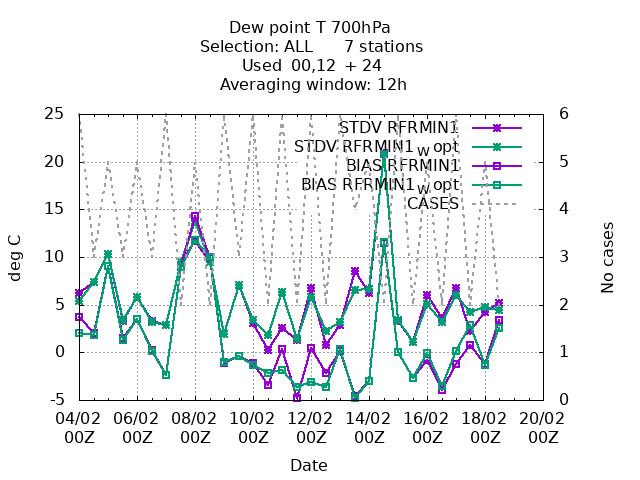 Dew point T 700hPa
Selection: ALL 7 stations
Used 00,12 + 24
Averaging window: 12h
25
20
15
10
5
0
-5
6
5
4
3
2
1
0
deg C
No cases
STDV RFRMIN1
STDV RFRMIN1_W opt
BIAS RFRMIN1
BIAS RFRMIN1_W opt
CASES
04/02 06/02 08/02 10/02 12/02 14/02 16/02 18/02 20/02
00Z 00Z 00Z 00Z 00Z 00Z 00Z 00Z 00Z
Date